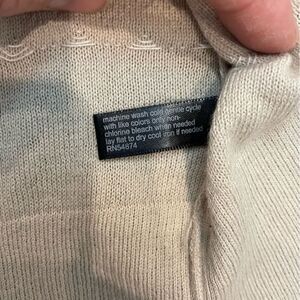 machine wash cold gentle cycle
with like colors only non-
chlorine bleach when needed
lay flat to dry cool iron if needed
RN54874